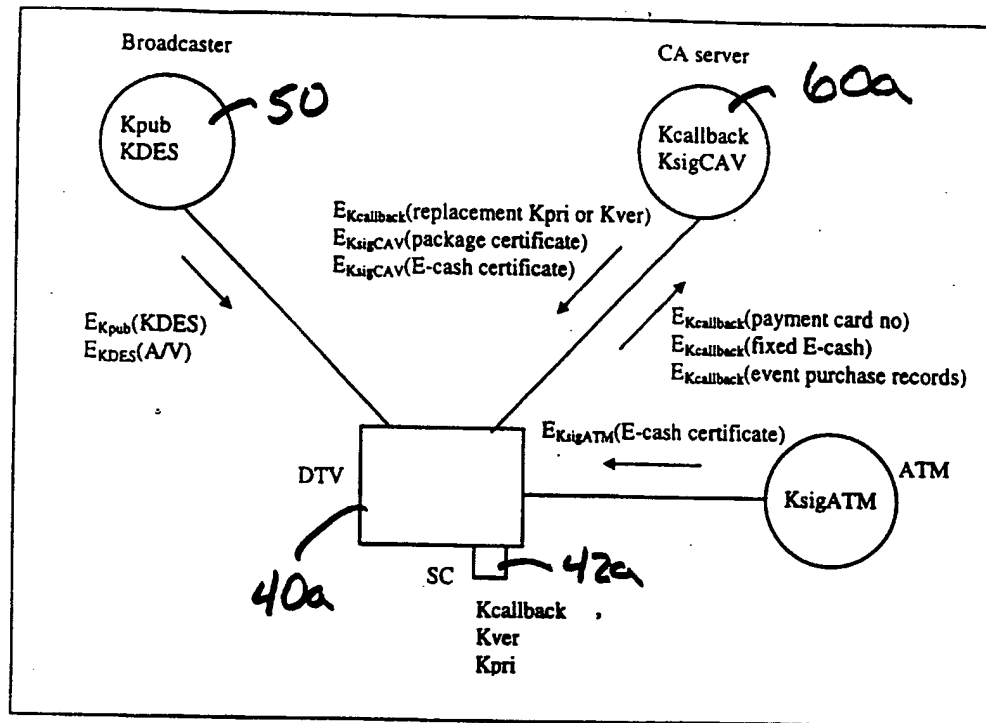 Broadcaster
CA server
50
60a
Kpub
KDES
Kcallback
KsigCAV
EKcallback(replacement Kpri or Kver)
EKsigCAV(package certificate)
EKsigCAV(E-cash certificate)
EKpub(KDES)
EKDES(A/V)
EKcallback(payment card no)
EKcallback(fixed E-cash)
EKcallback(event purchase records)
EKsigATM(E-cash certificate)
ATM
DTV
KsigATM
40a
SC
42a
Kcallback
Kver
Kpri